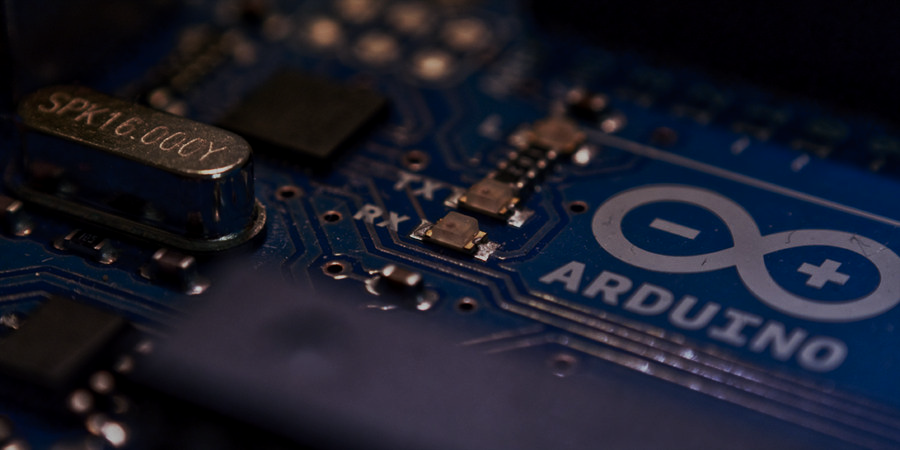 SPK16.000Y
TX
RX
ARDUINO